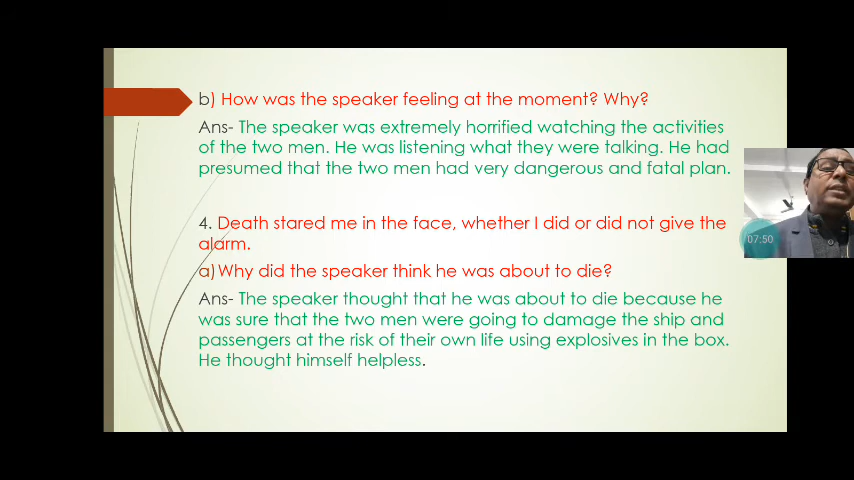 b) How was the speaker feeling at the moment? Why?
Ans- The speaker was extremely horrified watching the activities
of the two men. He was listening what they were talking. He had
presumed that the two men had very dangerous and fatal plan.
4. Death stared me in the face, whether I did or did not give the
alarm.
a) Why did the speaker think he was about to die?
Ans- The speaker thought that he was about to die because he
was sure that the two men were going to damage the ship and
passengers at the risk of their own life using explosives in the box.
He thought himself helpless.
07:50